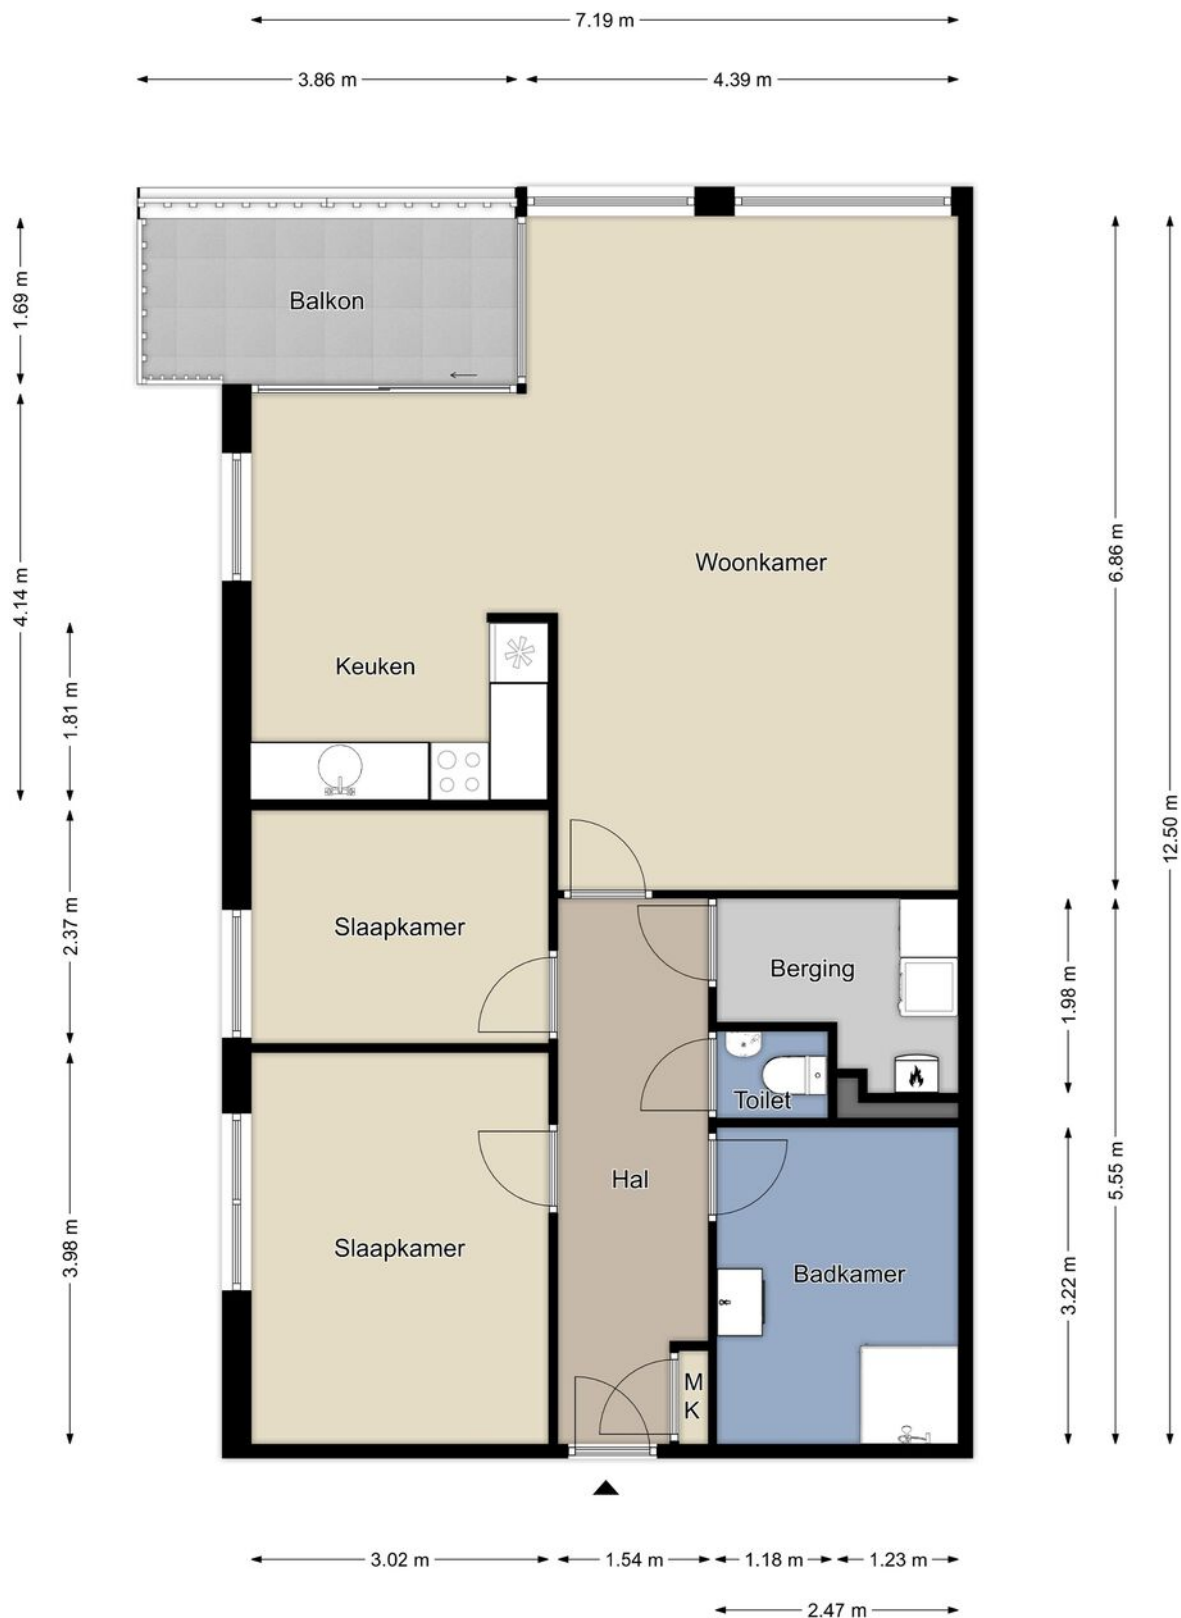 7.19 m
3.86 m
4.39 m
Balkon
1.69 m
Woonkamer
6.86 m
4.14 m
Keuken
1.81 m
12.50 m
Slaapkamer
2.37 m
Berging
1.98 m
Toilet
Hal
5.55 m
Slaapkamer
3.98 m
Badkamer
3.22 m
M
K
3.02 m
1.54 m
1.18 m
1.23 m
2.47 m